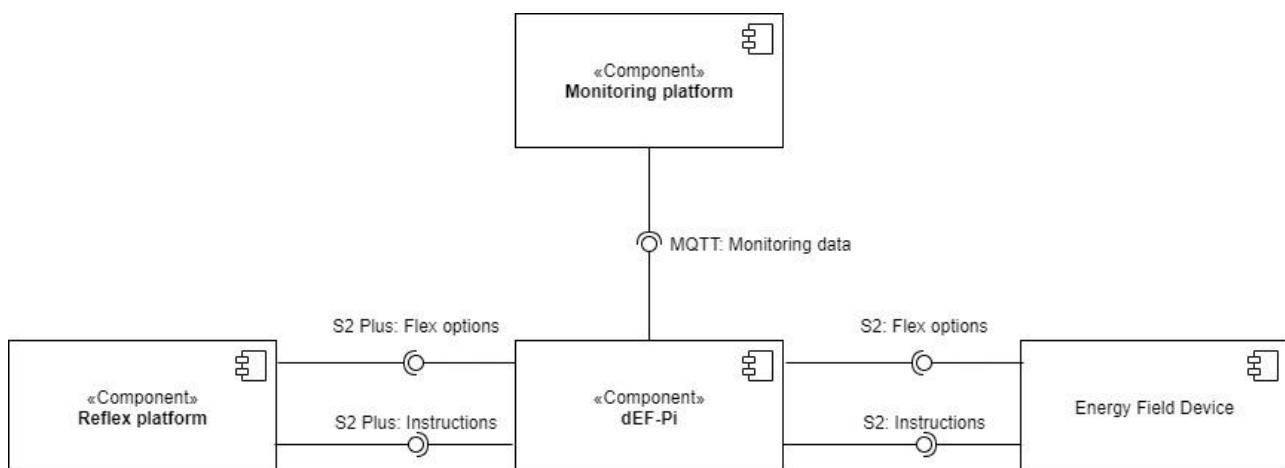 «Component»
Monitoring platform
MQTT: Monitoring data
S2 Plus: Flex options
S2: Flex options
«Component»
Reflex platform
«Component»
dEF-Pi
Energy Field Device
S2 Plus: Instructions
S2: Instructions